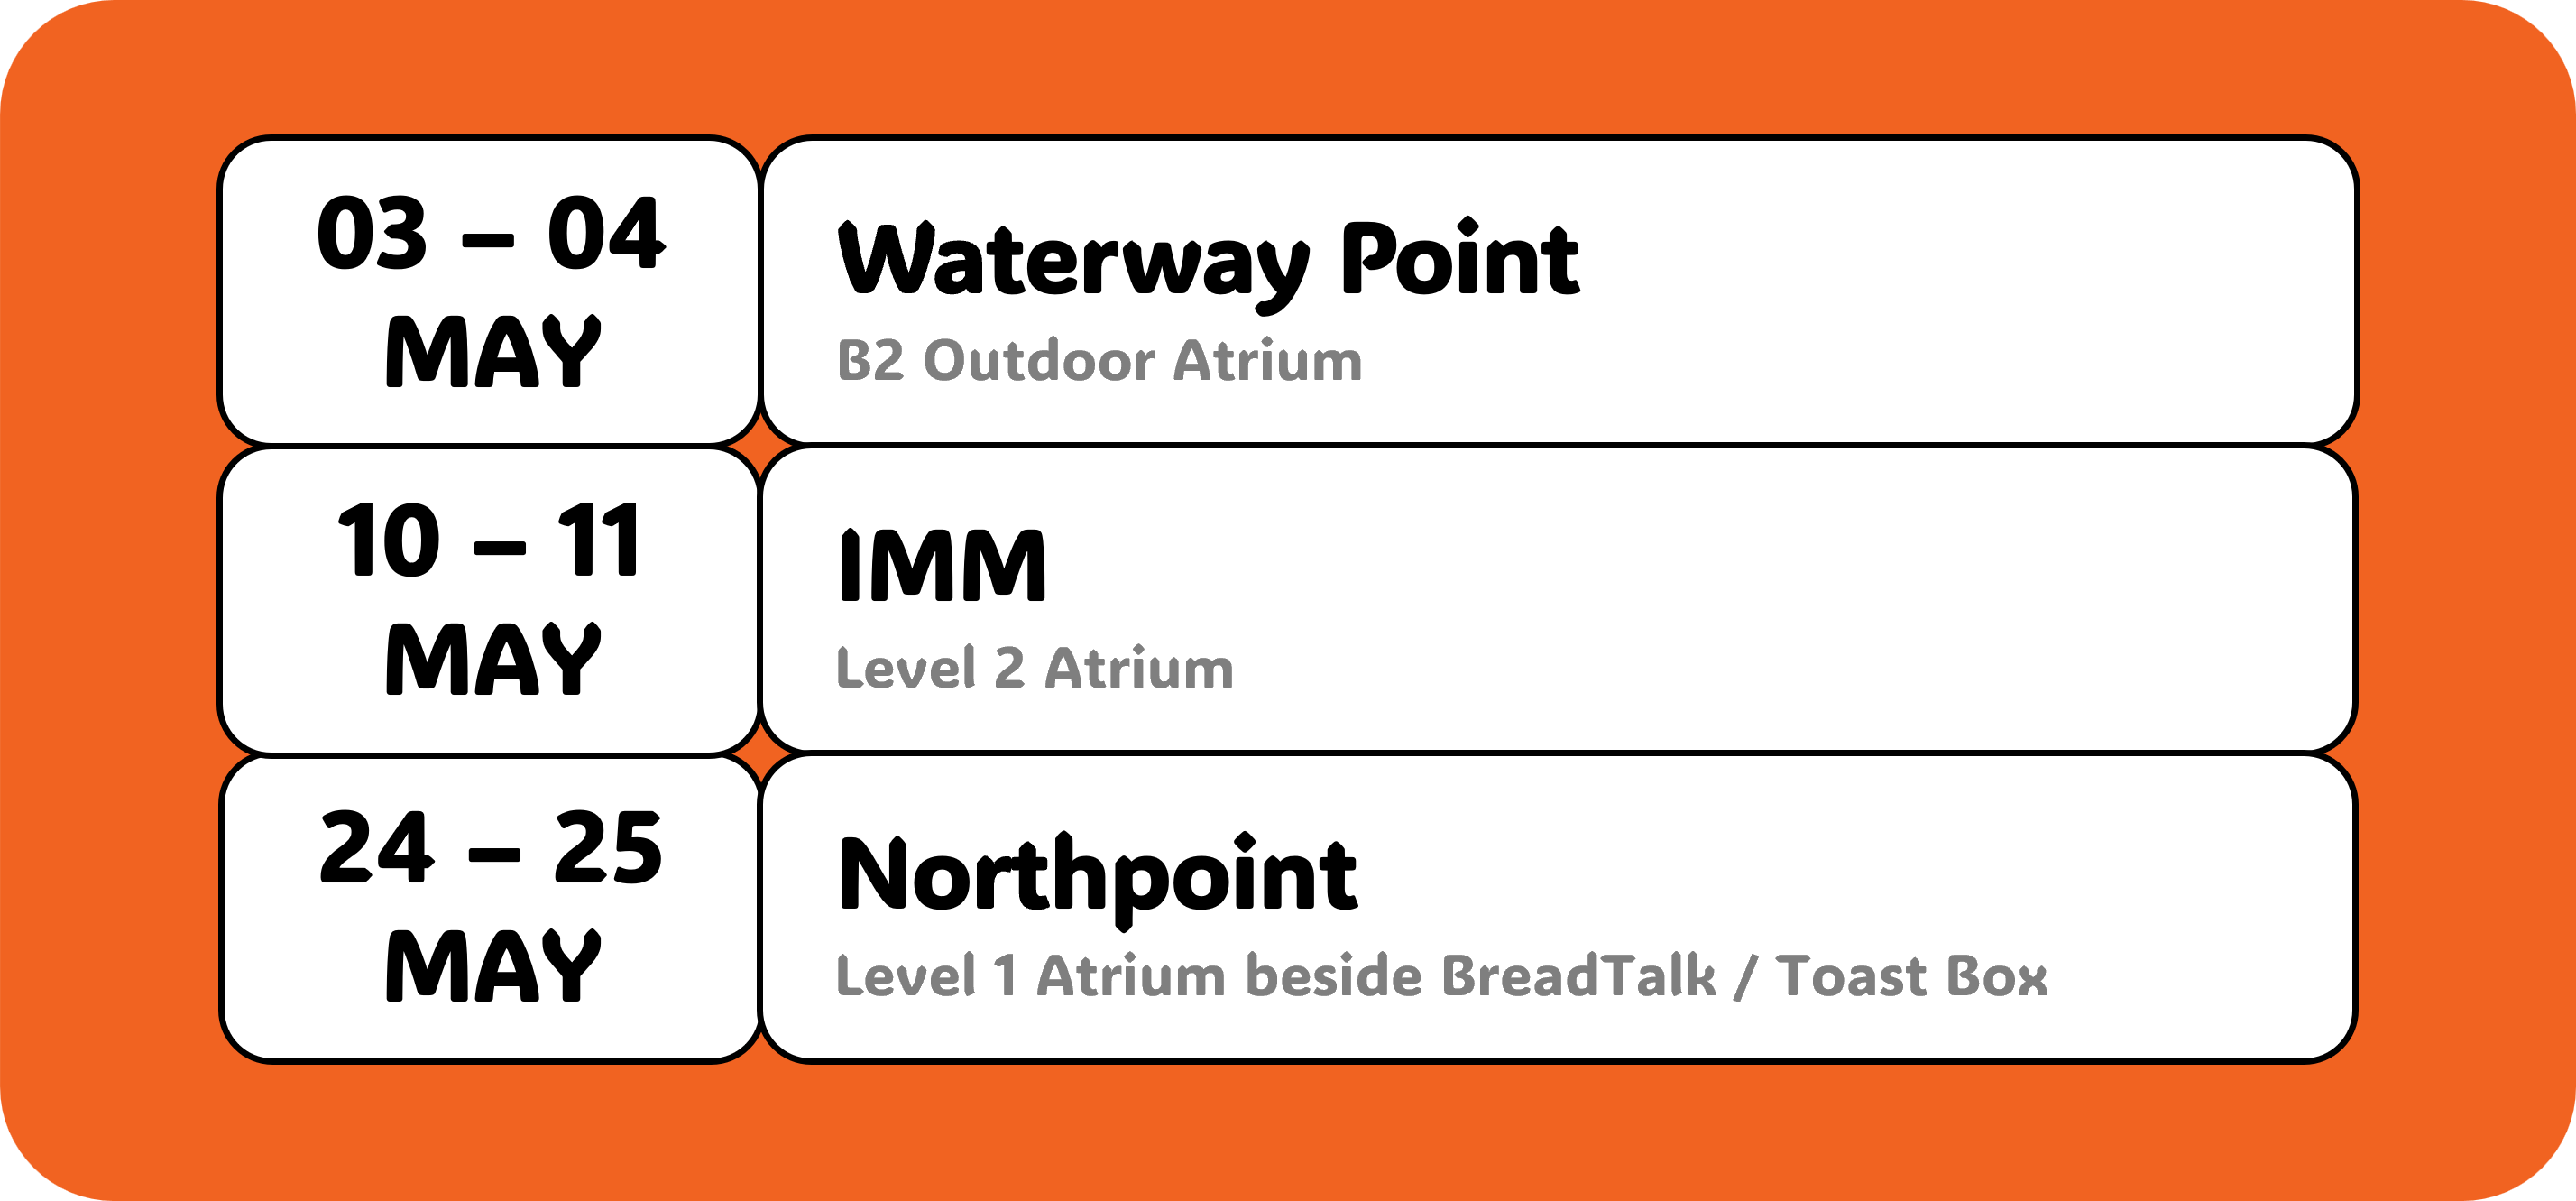 03 – 04
MAY
Waterway Point
B2 Outdoor Atrium
10 – 11
MAY
IMM
Level 2 Atrium
24 – 25
MAY
Northpoint
Level 1 Atrium beside BreadTalk / Toast Box